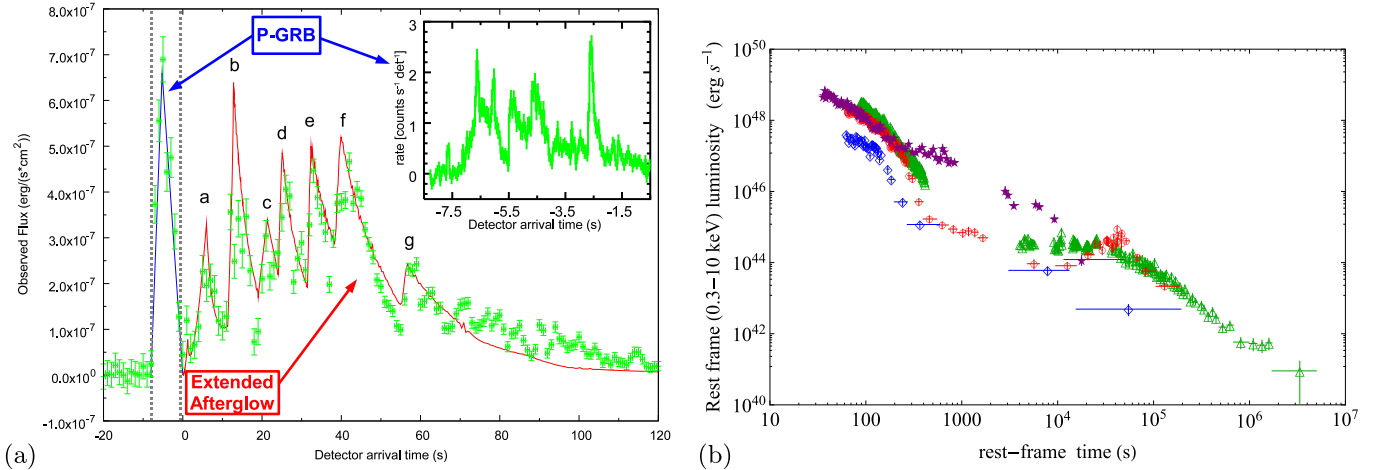 (a)
Observed Flux (erg/(s*cm²)
8,0x10⁻⁷
7,0x10⁻⁷
6,0x10⁻⁷
5,0x10⁻⁷
4,0x10⁻⁷
3,0x10⁻⁷
2,0x10⁻⁷
1,0x10⁻⁷
0,0x10⁰
-1,0x10⁻⁷
-20 0 20 40 60 80 100 120
Detector arrival time (s)
P-GRB
a
b
c
d
e
f
g
Extended
Afterglow
rate [counts s⁻¹ det⁻¹]
3
2
1
0
-7.5 -5.5 -3.5 -1.5
Detector arrival time (s)
(b)
Rest frame (0.3−10 keV) luminosity (erg s⁻¹)
10⁵⁰
10⁴⁸
10⁴⁶
10⁴⁴
10⁴²
10⁴⁰
10 100 1000 10⁴ 10⁵ 10⁶ 10⁷
rest−frame time (s)